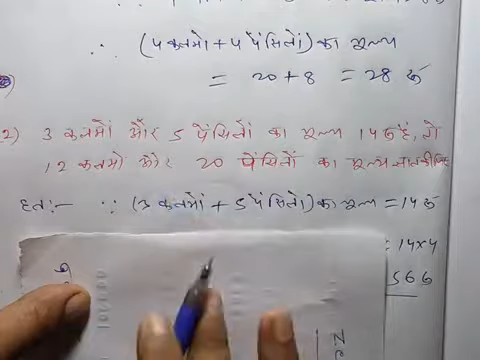 ∴ (4 कलमों + 4 पेंसिलों) का मूल्य
= 20 + 8 = 28 रु
2) 3 कलमों और 5 पेंसिलों का मूल्य 14 रु है, तो
12 कलमों और 20 पेंसिलों का मूल्य ज्ञात कीजिए
हल:- ∵ (3 कलमों + 5 पेंसिलों) का मूल्य = 14 रु
= 14×4
566